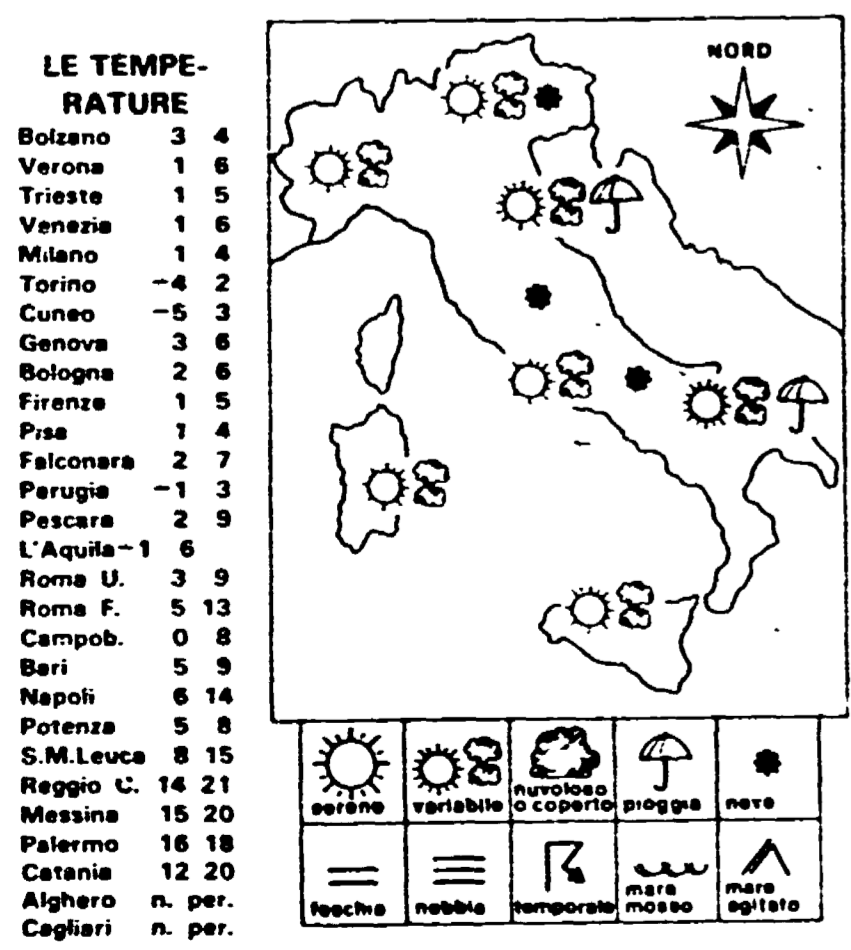 LE TEMPE-
RATURE
Bolzano 3 4
Verona 1 6
Trieste 1 5
Venezia 1 6
Milano 1 4
Torino -4 2
Cuneo -5 3
Genova 3 6
Bologna 2 6
Firenze 1 5
Pisa 1 4
Falconara 2 7
Perugia -1 3
Pescara 2 9
L'Aquila -1 6
Roma U. 3 9
Roma F. 5 13
Campob. 0 8
Bari 5 9
Napoli 6 14
Potenza 5 8
S.M.Leuca 8 15
Reggio C. 14 21
Messina 15 20
Palermo 16 18
Catania 12 20
Alghero n. per.
Cagliari n. per.
NORD
sereno
variabile
nuvoloso
o coperto
pioggia
neve
foschia
nebbia
temporale
mare
mosso
mare
agitato